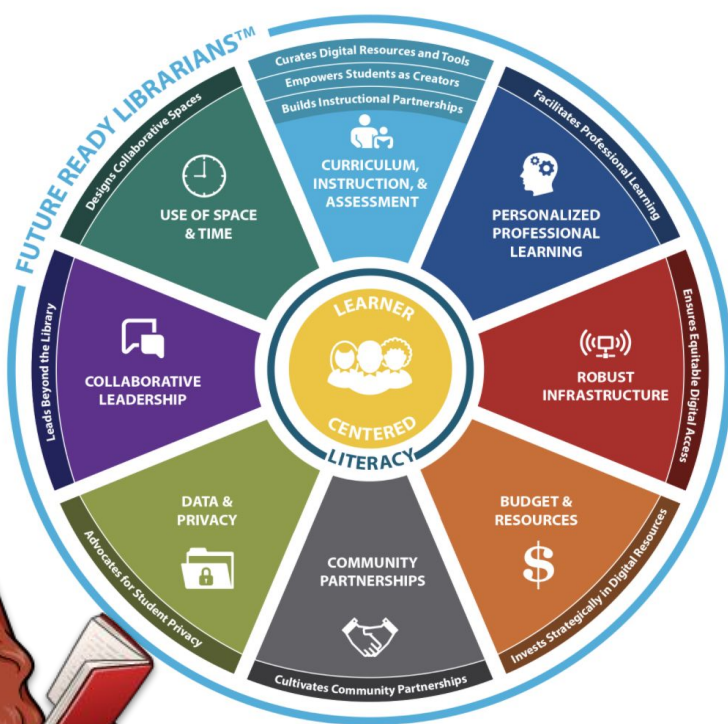 FUTURE READY LIBRARIANS™
Curates Digital Resources and Tools
Empowers Students as Creators
Builds Instructional Partnerships
CURRICULUM,
INSTRUCTION, &
ASSESSMENT
Facilitates Professional Learning
PERSONALIZED
PROFESSIONAL
LEARNING
Ensures Equitable Digital Access
ROBUST
INFRASTRUCTURE
Invests Strategically in Digital Resources
BUDGET &
RESOURCES
$
Cultivates Community Partnerships
COMMUNITY
PARTNERSHIPS
Advocates for Student Privacy
DATA &
PRIVACY
Leads Beyond the Library
COLLABORATIVE
LEADERSHIP
Designs Collaborative Spaces
USE OF SPACE
& TIME
LEARNER
CENTERED
LITERACY